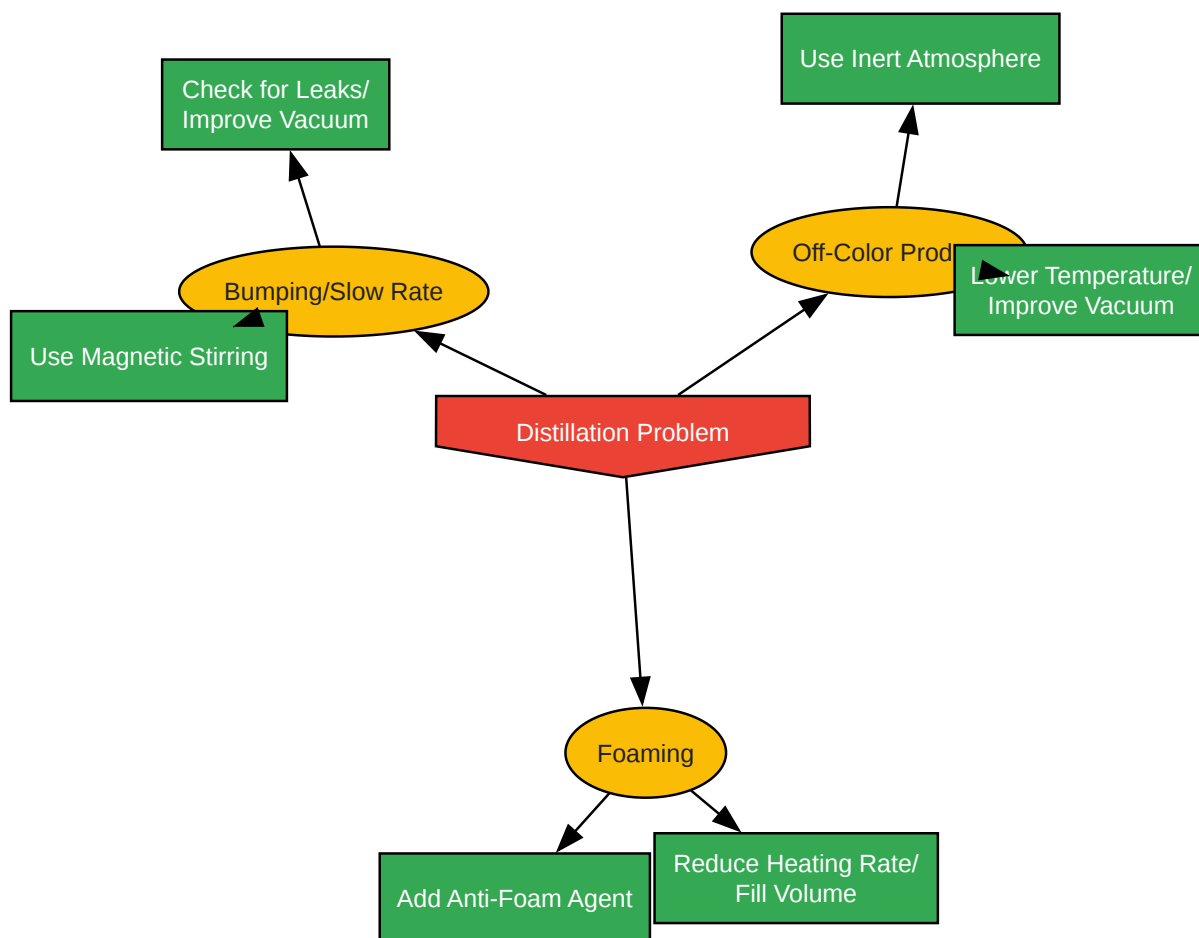 Use Inert Atmosphere
Check for Leaks/
Improve Vacuum
Off-Color Prod
Lower Temperature/
Improve Vacuum
Bumping/Slow Rate
Use Magnetic Stirring
Distillation Problem
Foaming
Reduce Heating Rate/
Fill Volume
Add Anti-Foam Agent